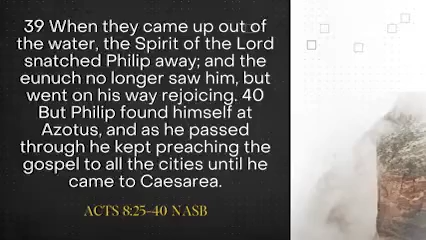 39 When they came up out of
the water, the Spirit of the Lord
snatched Philip away; and the
eunuch no longer saw him, but
went on his way rejoicing. 40
But Philip found himself at
Azotus, and as he passed
through he kept preaching the
gospel to all the cities until he
came to Caesarea.
ACTS 8:25-40 NASB